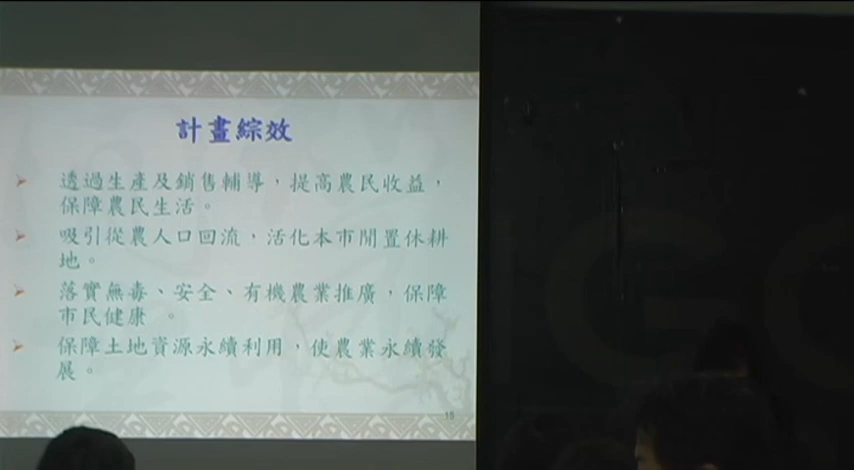 計畫綜效
透過生產及銷售輔導，提高農民收益，
保障農民生活。
吸引從農人口回流，活化本市閒置休耕
地。
落實無毒、安全、有機農業推廣，保障
市民健康 。
保障土地資源永續利用，使農業永續發
展。
15